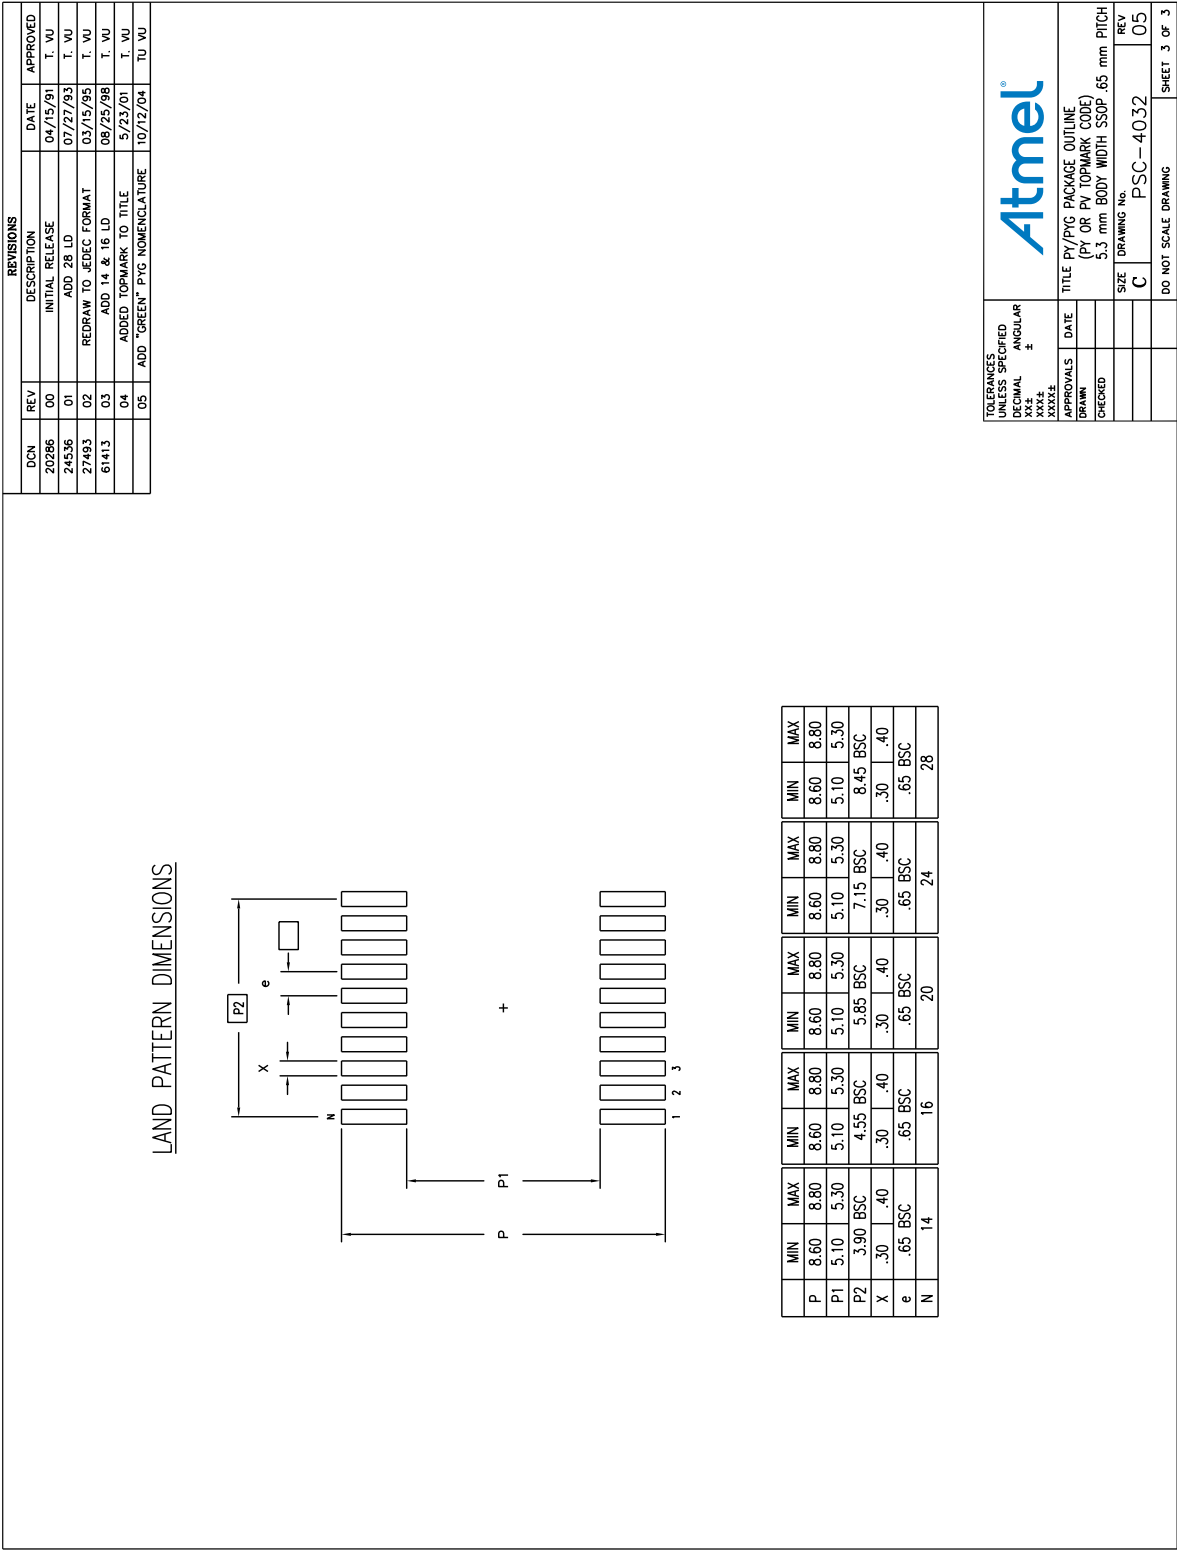 REVISIONS
DCN REV DESCRIPTION DATE APPROVED
20286 00 INITIAL RELEASE 04/15/91 T. VU
24536 01 ADD 28 LD 07/27/93 T. VU
27493 02 REDRAW TO JEDEC FORMAT 03/15/95 T. VU
61413 03 ADD 14 & 16 LD 08/25/98 T. VU
04 ADDED TOPMARK TO TITLE 5/23/01 T. VU
05 ADD "GREEN" PYG NOMENCLATURE 10/12/04 TU VU
LAND PATTERN DIMENSIONS
P2
X e
N
P P1 +
1 2 3
MIN MAX MIN MAX MIN MAX MIN MAX MIN MAX
P 8.60 8.80 8.60 8.80 8.60 8.80 8.60 8.80 8.60 8.80
P1 5.10 5.30 5.10 5.30 5.10 5.30 5.10 5.30 5.10 5.30
P2 3.90 BSC 4.55 BSC 5.85 BSC 7.15 BSC 8.45 BSC
X .30 .40 .30 .40 .30 .40 .30 .40 .30 .40
e .65 BSC .65 BSC .65 BSC .65 BSC .65 BSC
N 14 16 20 24 28
TOLERANCES
UNLESS SPECIFIED
DECIMAL ANGULAR
XX± ±
XXX±
XXXX±
APPROVALS DATE
DRAWN
CHECKED
Atmel®
TITLE PY/PYG PACKAGE OUTLINE
(PY OR PV TOPMARK CODE)
5.3 mm BODY WIDTH SSOP .65 mm PITCH
SIZE DRAWING No. REV
C PSC-4032 05
DO NOT SCALE DRAWING SHEET 3 OF 3